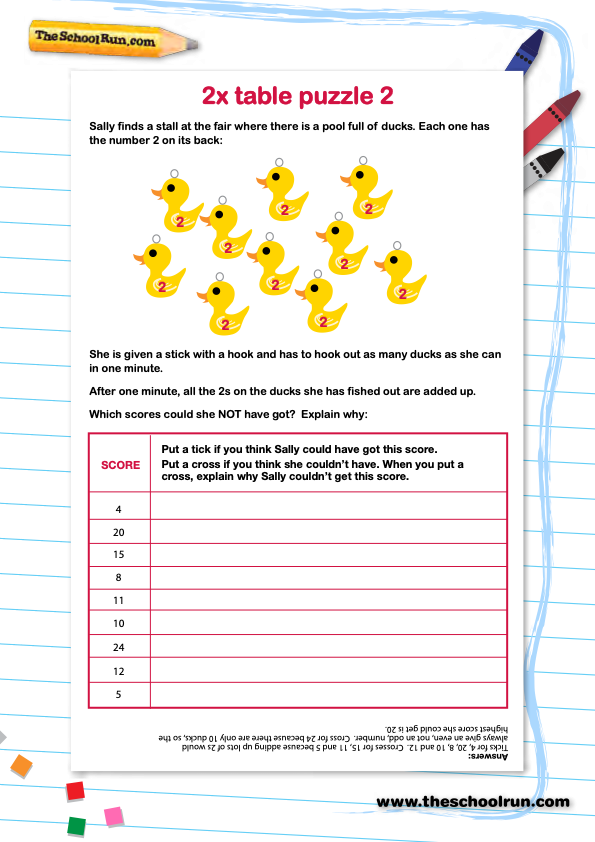 TheSchoolRun.com
2x table puzzle 2
Sally finds a stall at the fair where there is a pool full of ducks. Each one has
the number 2 on its back:
2
2
2
2
2
2
2
2
2
2
She is given a stick with a hook and has to hook out as many ducks as she can
in one minute.
After one minute, all the 2s on the ducks she has fished out are added up.
Which scores could she NOT have got? Explain why:
SCORE
Put a tick if you think Sally could have got this score.
Put a cross if you think she couldn't have. When you put a
cross, explain why Sally couldn't get this score.
4
20
15
8
11
10
24
12
5
Answers:
Ticks for 4, 20, 8, 10 and 12. Crosses for 15, 11 and 5 because adding up lots of 2s would
always give an even, not an odd, number. Cross for 24 because there are only 10 ducks, so the
highest score she could get is 20.
www.theschoolrun.com